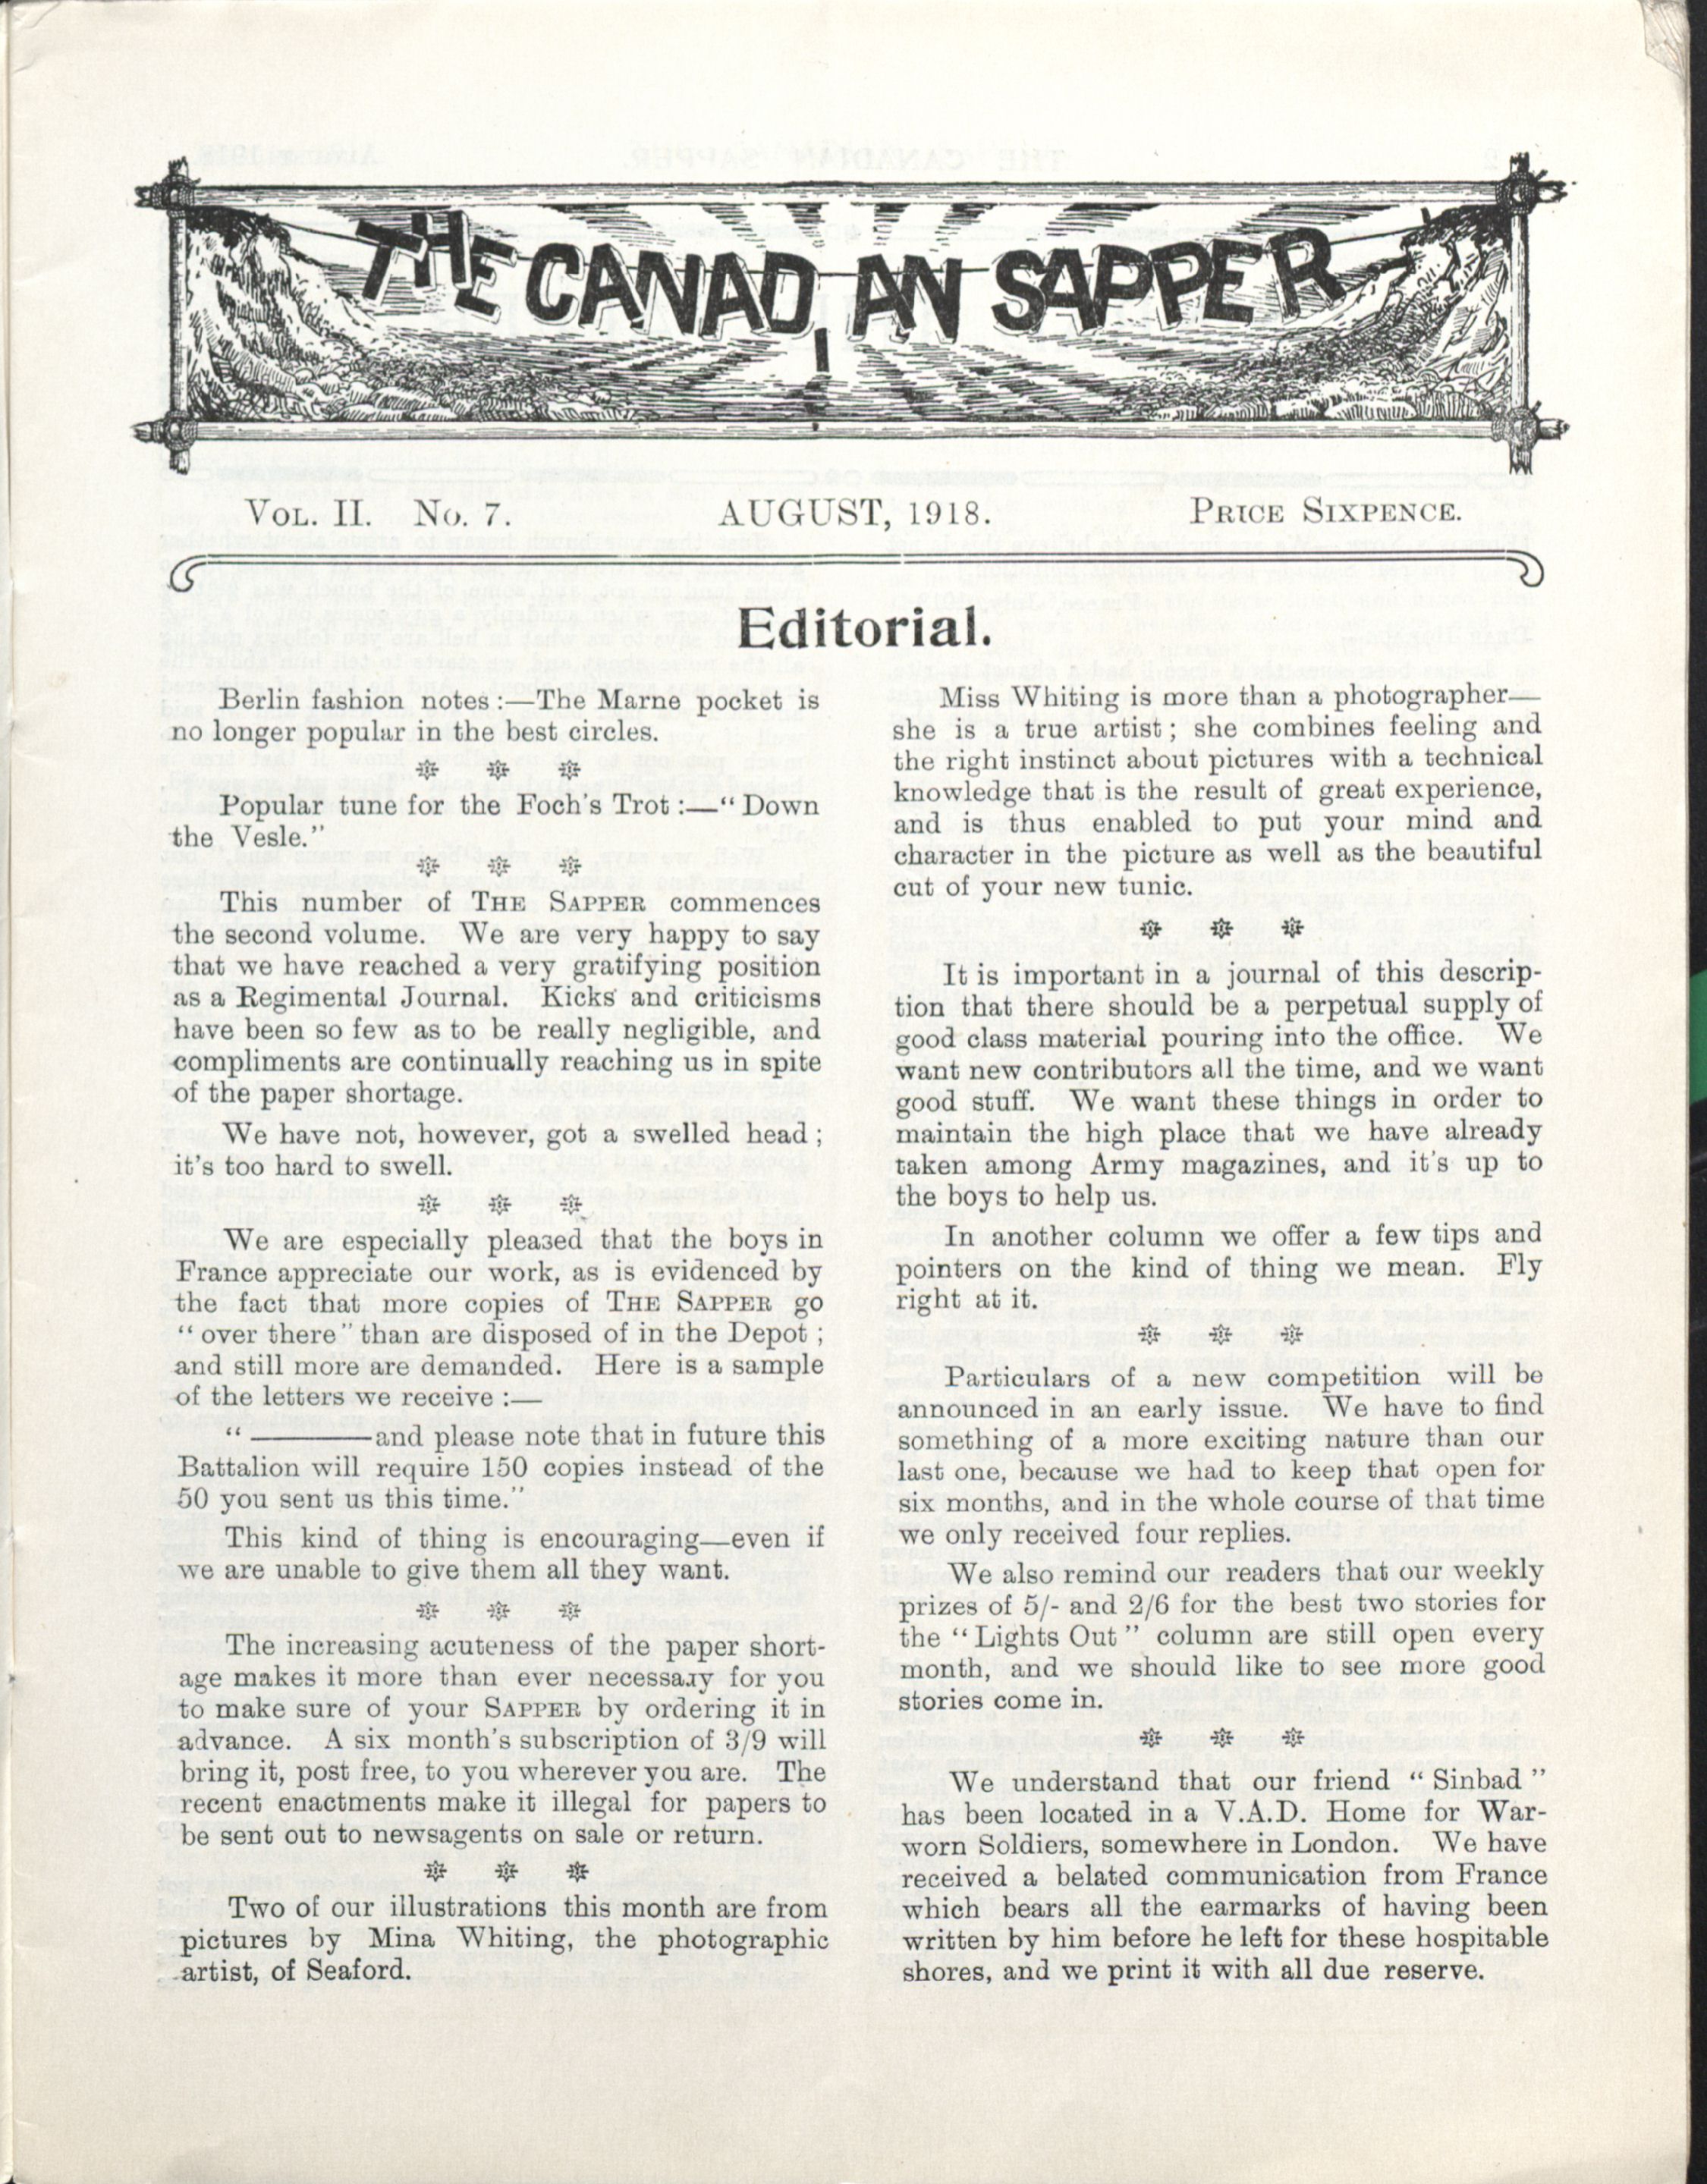 THE CANADIAN SAPPER
VOL. II. No. 7.
AUGUST, 1918.
PRICE SIXPENCE.
Editorial.
Berlin fashion notes :—The Marne pocket is
no longer popular in the best circles.
Popular tune for the Foch's Trot :—“ Down
the Vesle.”
This number of THE SAPPER commences
the second volume. We are very happy to say
that we have reached a very gratifying position
as a Regimental Journal. Kicks and criticisms
have been so few as to be really negligible, and
compliments are continually reaching us in spite
of the paper shortage.
We have not, however, got a swelled head ;
it's too hard to swell.
We are especially pleased that the boys in
France appreciate our work, as is evidenced by
the fact that more copies of THE SAPPER go
“ over there ” than are disposed of in the Depot ;
and still more are demanded. Here is a sample
of the letters we receive :—
“ ———and please note that in future this
Battalion will require 150 copies instead of the
50 you sent us this time.”
This kind of thing is encouraging—even if
we are unable to give them all they want.
The increasing acuteness of the paper short-
age makes it more than ever necessary for you
to make sure of your SAPPER by ordering it in
advance. A six month's subscription of 3/9 will
bring it, post free, to you wherever you are. The
recent enactments make it illegal for papers to
be sent out to newsagents on sale or return.
Two of our illustrations this month are from
pictures by Mina Whiting, the photographic
artist, of Seaford.
Miss Whiting is more than a photographer—
she is a true artist ; she combines feeling and
the right instinct about pictures with a technical
knowledge that is the result of great experience,
and is thus enabled to put your mind and
character in the picture as well as the beautiful
cut of your new tunic.
It is important in a journal of this descrip-
tion that there should be a perpetual supply of
good class material pouring into the office. We
want new contributors all the time, and we want
good stuff. We want these things in order to
maintain the high place that we have already
taken among Army magazines, and it's up to
the boys to help us.
In another column we offer a few tips and
pointers on the kind of thing we mean. Fly
right at it.
Particulars of a new competition will be
announced in an early issue. We have to find
something of a more exciting nature than our
last one, because we had to keep that open for
six months, and in the whole course of that time
we only received four replies.
We also remind our readers that our weekly
prizes of 5/- and 2/6 for the best two stories for
the “ Lights Out ” column are still open every
month, and we should like to see more good
stories come in.
We understand that our friend “ Sinbad ”
has been located in a V.A.D. Home for War-
worn Soldiers, somewhere in London. We have
received a belated communication from France
which bears all the earmarks of having been
written by him before he left for these hospitable
shores, and we print it with all due reserve.